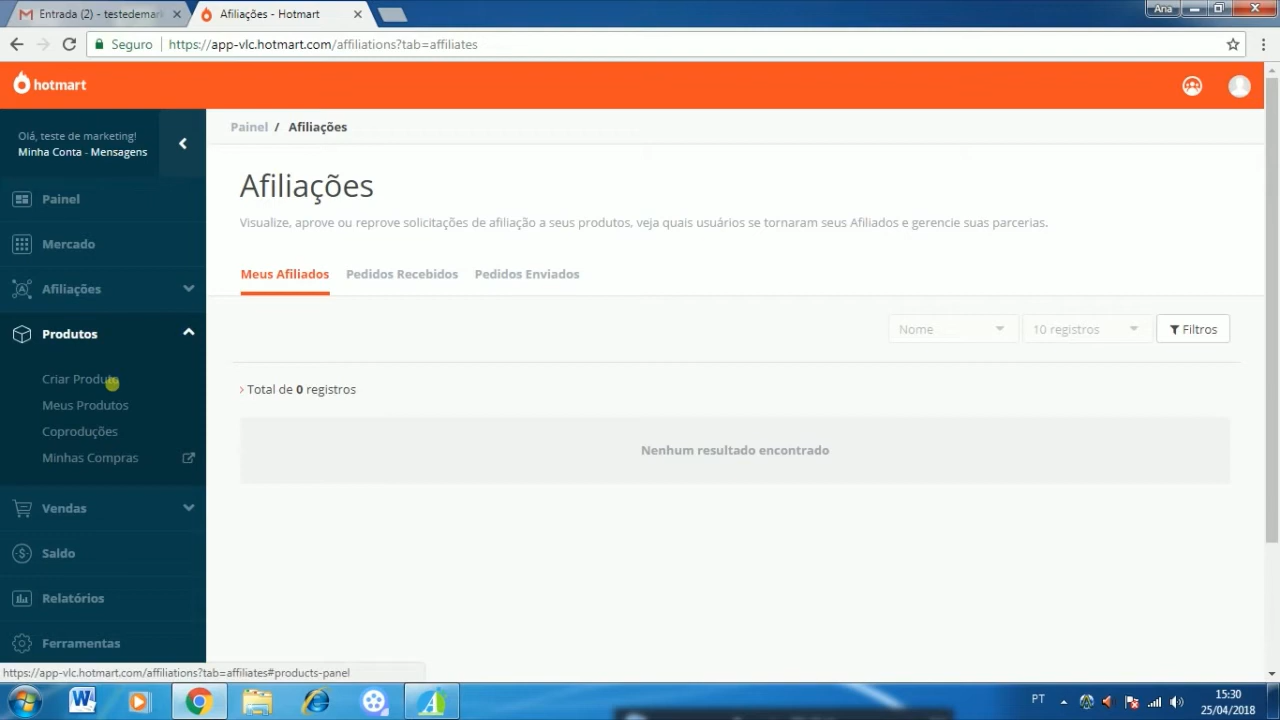 Entrada (2) - testedemar
Afiliações - Hotmart
Ana
Seguro
https://app-vlc.hotmart.com/affiliations?tab=affiliates
hotmart
Olá, teste de marketing!
Minha Conta - Mensagens
Painel
Mercado
Afiliações
Produtos
Criar Produto
Meus Produtos
Coproduções
Minhas Compras
Vendas
Saldo
Relatórios
Ferramentas
Painel / Afiliações
Afiliações
Visualize, aprove ou reprove solicitações de afiliação a seus produtos, veja quais usuários se tornaram seus Afiliados e gerencie suas parcerias.
Meus Afiliados Pedidos Recebidos Pedidos Enviados
Nome 10 registros Filtros
Total de 0 registros
Nenhum resultado encontrado
https://app-vlc.hotmart.com/affiliations?tab=affiliates#products-panel
PT
15:30
25/04/2018